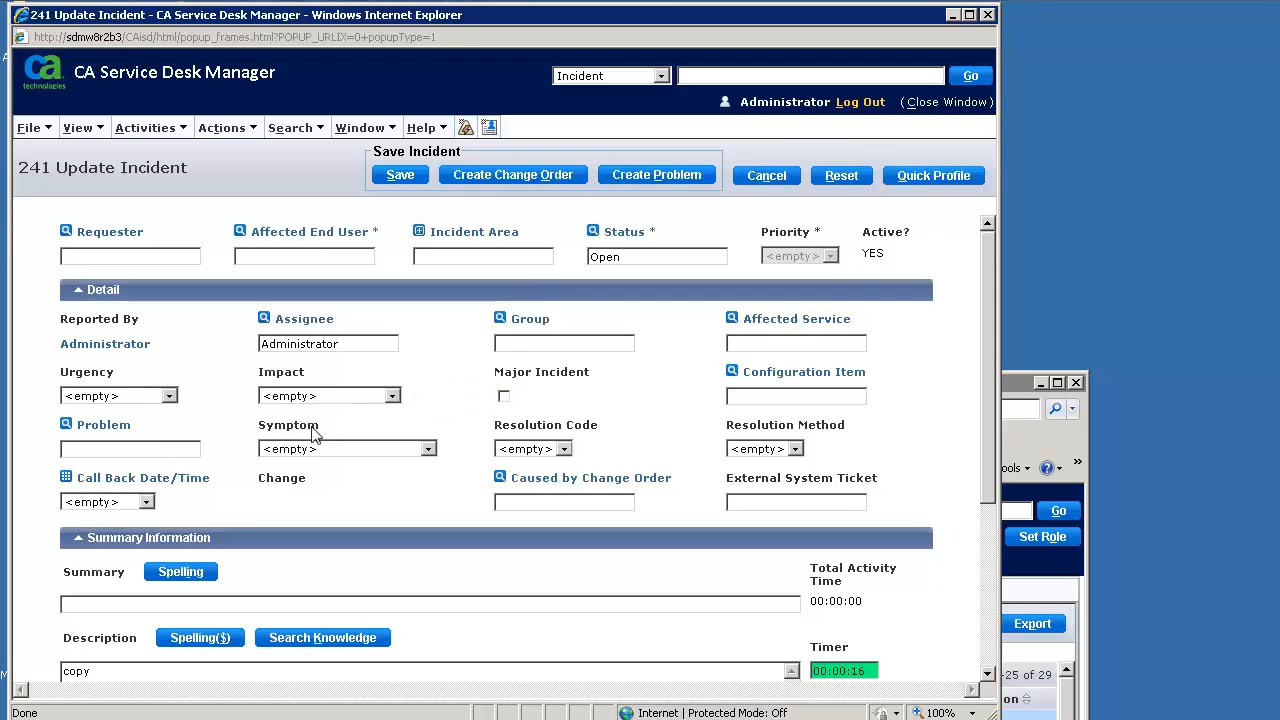 241 Update Incident - CA Service Desk Manager - Windows Internet Explorer
http://sdmw8r2b3/CAisd/html/popup_frames.html?POPUP_URLIX=0+popupType=1
ca technologies CA Service Desk Manager Incident Go
Administrator Log Out (Close Window)
File View Activities Actions Search Window Help
241 Update Incident Save Incident Save Create Change Order Create Problem Cancel Reset Quick Profile
Requester Affected End User * Incident Area Status * Priority * Active?
Open <empty> YES
Detail
Reported By Assignee Group Affected Service
Administrator Administrator
Urgency Impact Major Incident Configuration Item
<empty> <empty>
Problem Symptom Resolution Code Resolution Method
<empty> <empty> <empty>
Call Back Date/Time Change Caused by Change Order External System Ticket
<empty>
Summary Information
Summary Spelling Total Activity Time
00:00:00
Description Spelling($) Search Knowledge Timer
copy 00:00:16
Done Internet | Protected Mode: Off 100%
ools »
Go
Set Role
Export
-25 of 29
on